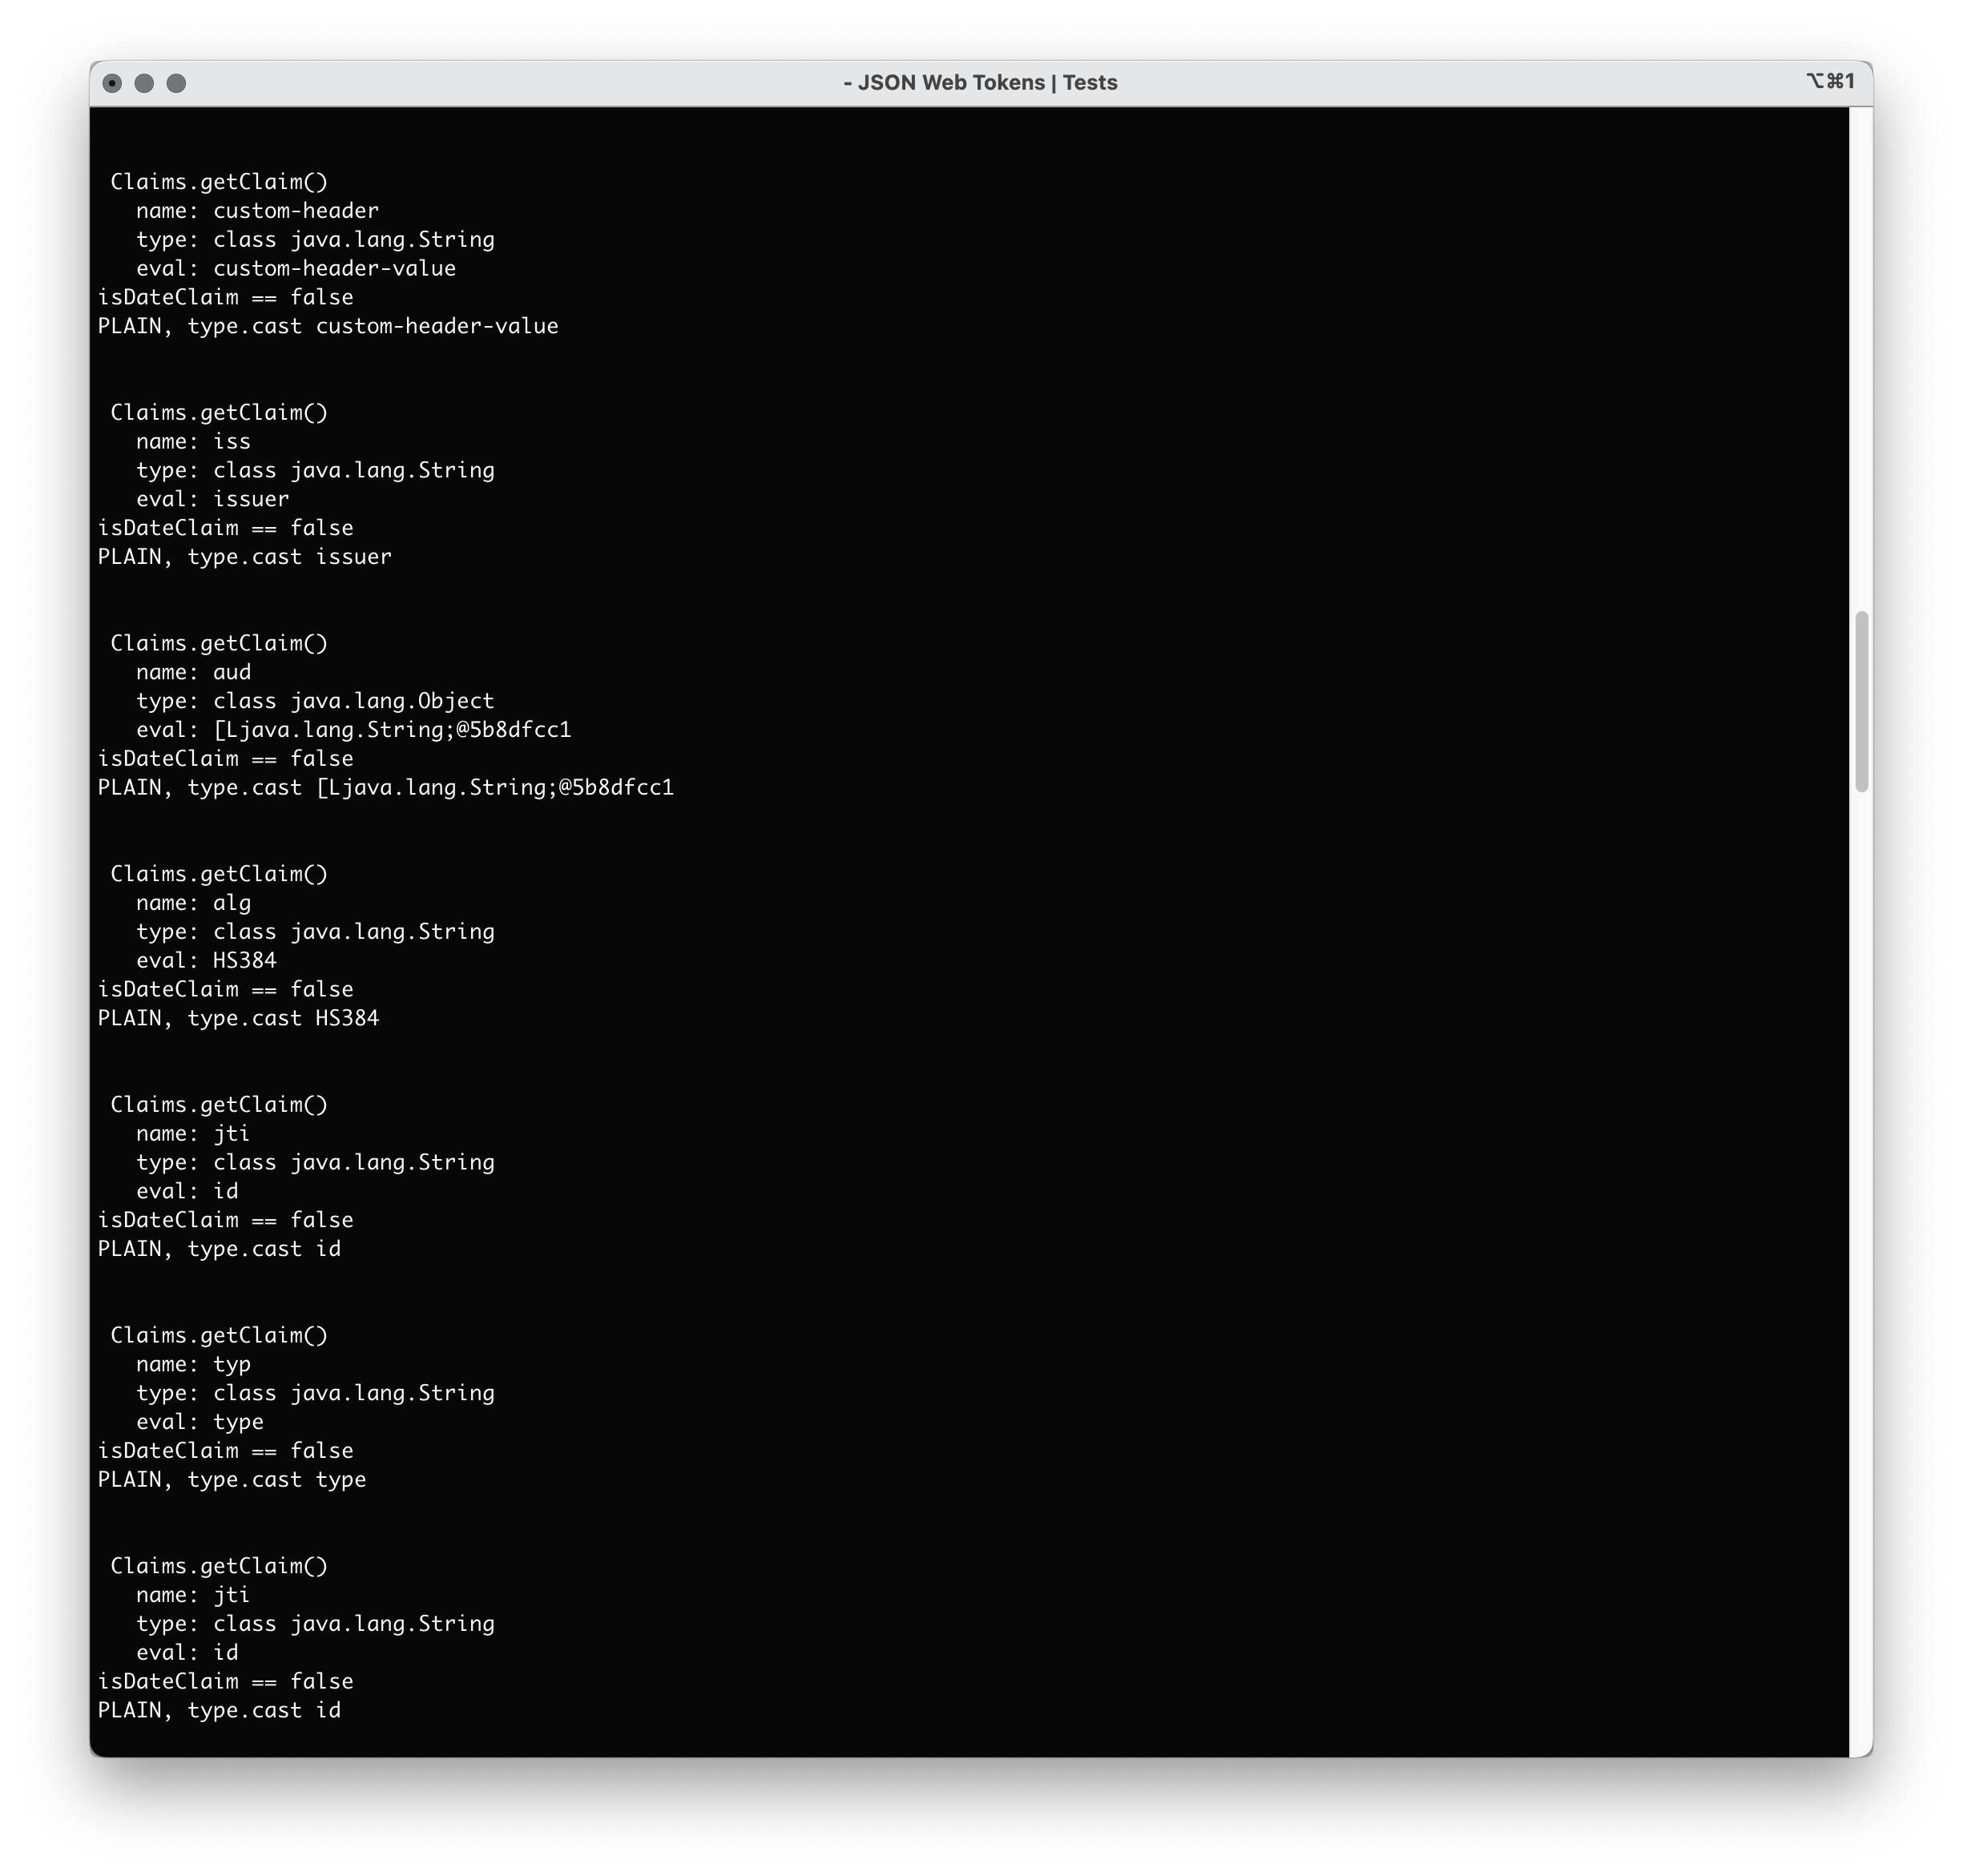 - JSON Web Tokens | Tests
⌥⌘1
Claims.getClaim()
name: custom-header
type: class java.lang.String
eval: custom-header-value
isDateClaim == false
PLAIN, type.cast custom-header-value
Claims.getClaim()
name: iss
type: class java.lang.String
eval: issuer
isDateClaim == false
PLAIN, type.cast issuer
Claims.getClaim()
name: aud
type: class java.lang.Object
eval: [Ljava.lang.String;@5b8dfcc1
isDateClaim == false
PLAIN, type.cast [Ljava.lang.String;@5b8dfcc1
Claims.getClaim()
name: alg
type: class java.lang.String
eval: HS384
isDateClaim == false
PLAIN, type.cast HS384
Claims.getClaim()
name: jti
type: class java.lang.String
eval: id
isDateClaim == false
PLAIN, type.cast id
Claims.getClaim()
name: typ
type: class java.lang.String
eval: type
isDateClaim == false
PLAIN, type.cast type
Claims.getClaim()
name: jti
type: class java.lang.String
eval: id
isDateClaim == false
PLAIN, type.cast id